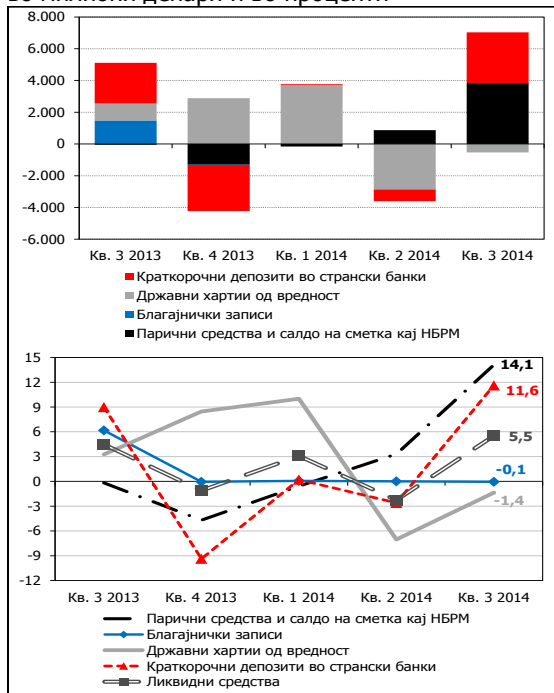 8.000
6.000
4.000
2.000
0
-2.000
-4.000
-6.000
Кв. 3 2013 Кв. 4 2013 Кв. 1 2014 Кв. 2 2014 Кв. 3 2014
Краткорочни депозити во странски банки
Државни хартии од вредност
Благајнички записи
Парични средства и салдо на сметка кај НБРМ
15
12
9
6
3
0
-3
-6
-9
-12
14,1
11,6
5,5
-0,1
-1,4
Кв. 3 2013 Кв. 4 2013 Кв. 1 2014 Кв. 2 2014 Кв. 3 2014
Парични средства и салдо на сметка кај НБРМ
Благајнички записи
Државни хартии од вредност
Краткорочни депозити во странски банки
Ликвидни средства